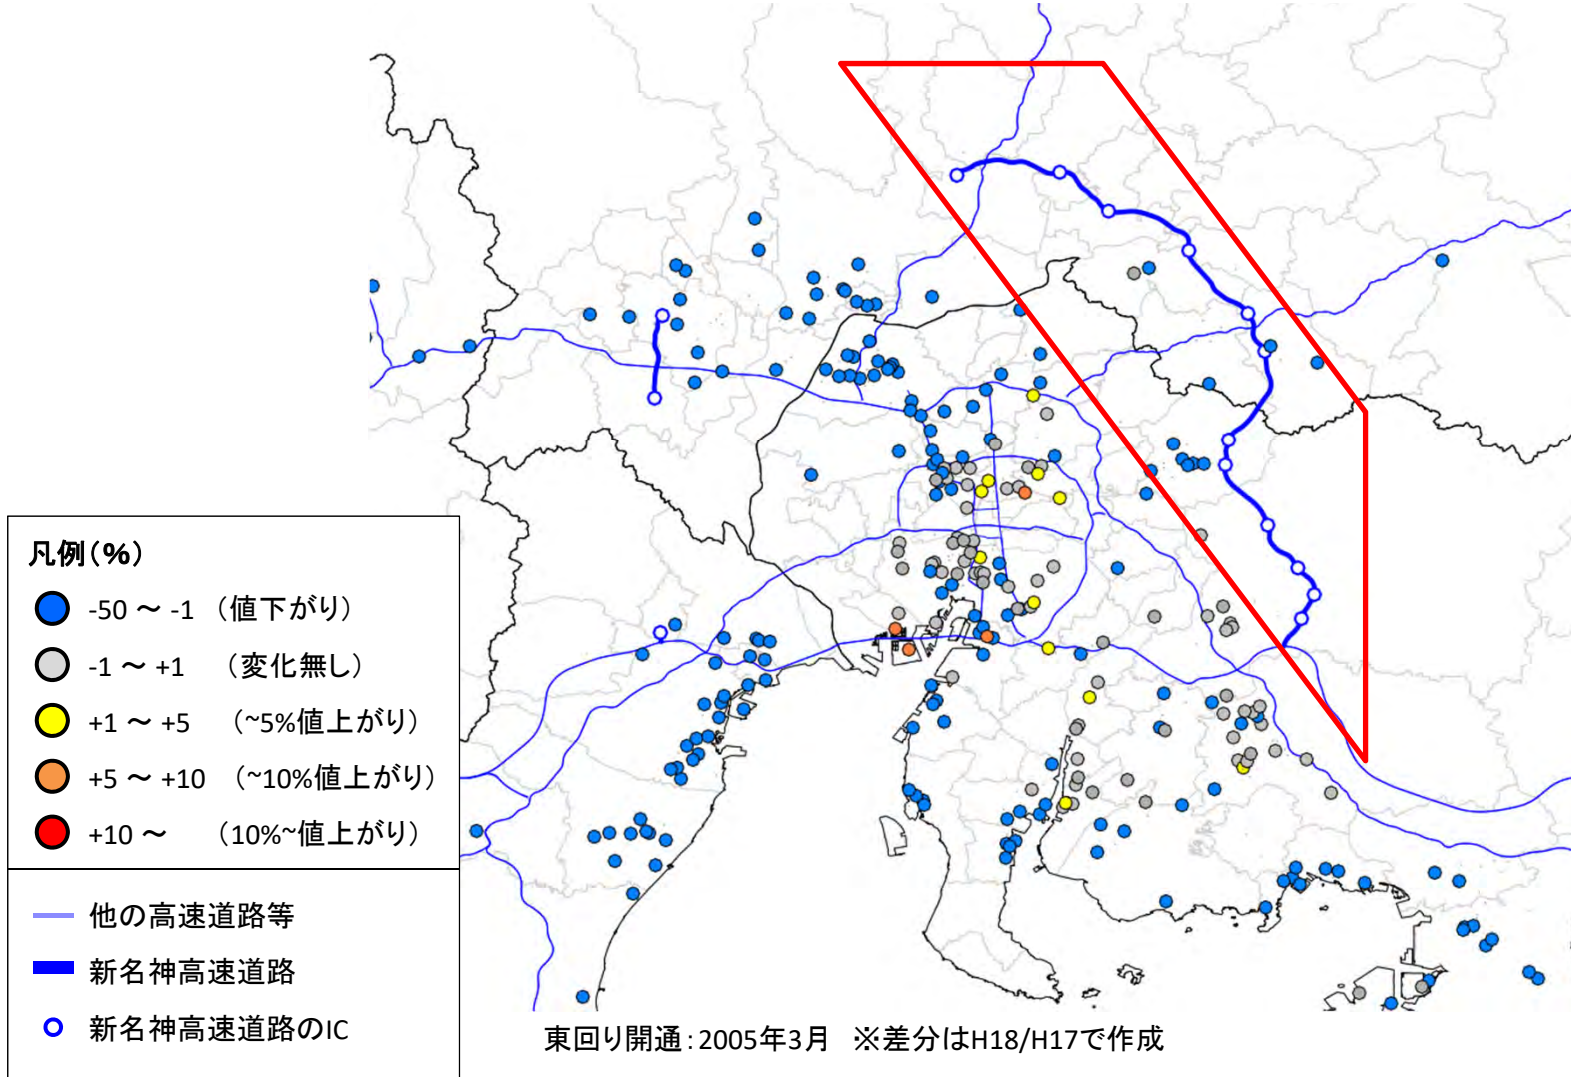 凡例(%)
-50 ～ -1 （値下がり）
-1 ～ +1 （変化無し）
+1 ～ +5 （~5%値上がり）
+5 ～ +10 （~10%値上がり）
+10 ～ （10%~値上がり）
他の高速道路等
新名神高速道路
新名神高速道路のIC
東回り開通：2005年3月 ※差分はH18/H17で作成